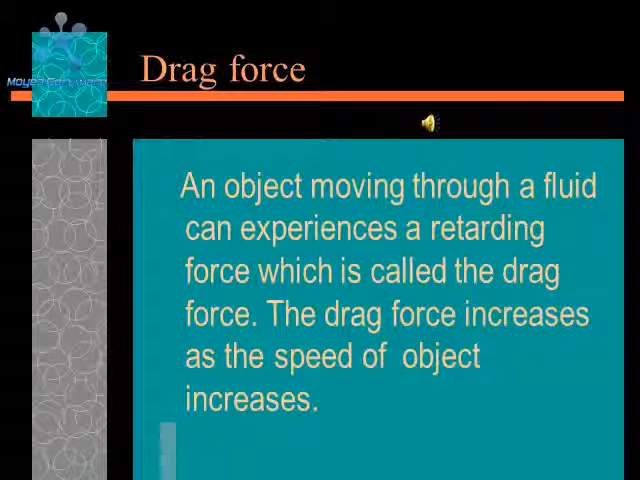 Drag force
An object moving through a fluid
can experiences a retarding
force which is called the drag
force. The drag force increases
as the speed of object
increases.